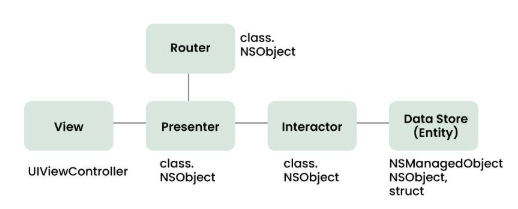 Router
class.
NSObject
View
Presenter
Interactor
Data Store
(Entity)
UIViewController
class.
NSObject
class.
NSObject
NSManagedObject
NSObject,
struct